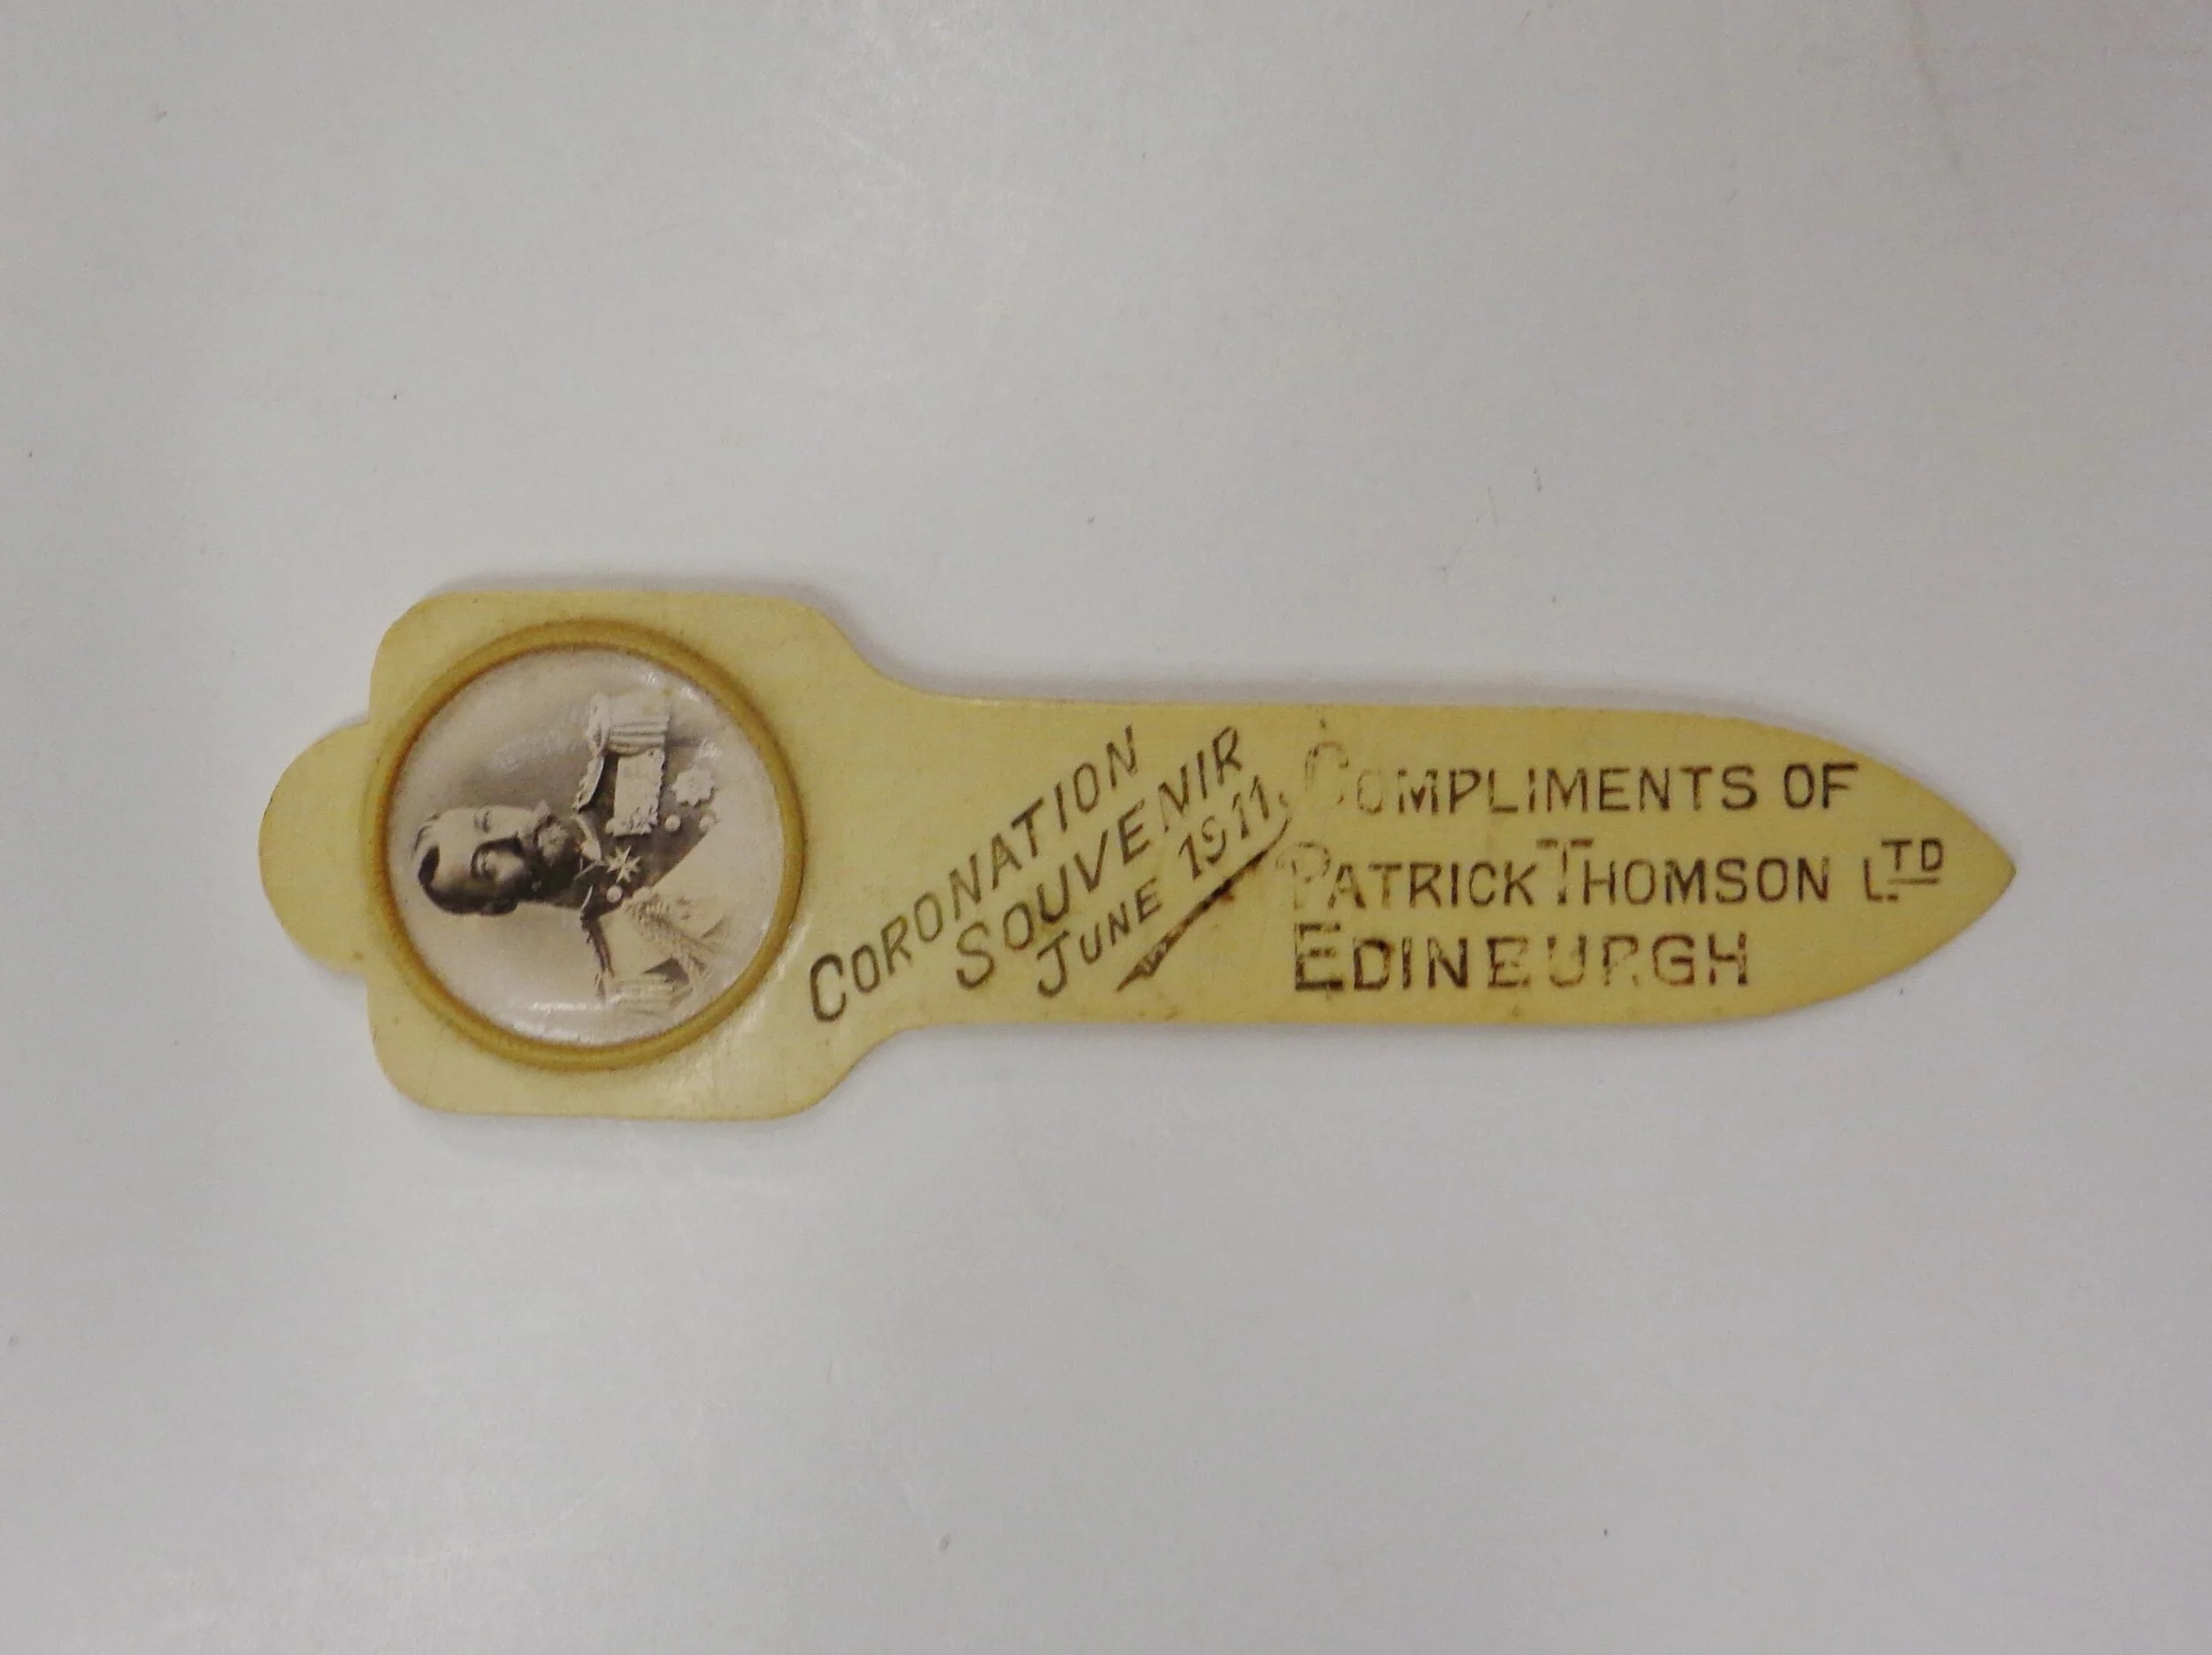 CORONATION
SOUVENIR
JUNE 1911.
COMPLIMENTS OF
PATRICK THOMSON LTD
EDINBURGH